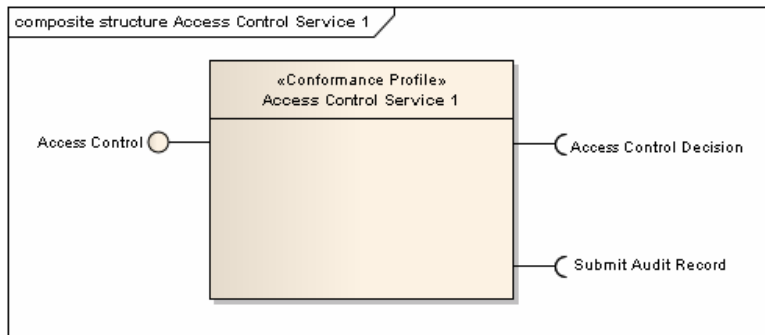 composite structure Access Control Service 1
«Conformance Profile»
Access Control Service 1
Access Control
Access Control Decision
Submit Audit Record